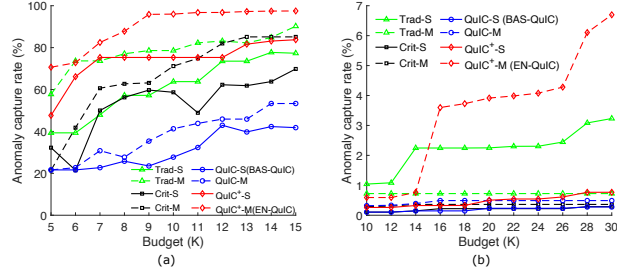 Anomaly capture rate (%)
100
80
60
40
20
0
Trad-S
Trad-M
Crit-S
Crit-M
QuIC-S(BAS-QuIC)
QuIC-M
QuIC⁺-S
QuIC⁺-M(EN-QuIC)
5 6 7 8 9 10 11 12 13 14 15
Budget (K)
(a)
Anomaly capture rate (%)
7
6
5
4
3
2
1
0
Trad-S
Trad-M
Crit-S
Crit-M
QuIC-S (BAS-QuIC)
QuIC-M
QuIC⁺-S
QuIC⁺-M (EN-QuIC)
10 12 14 16 18 20 22 24 26 28 30
Budget (K)
(b)